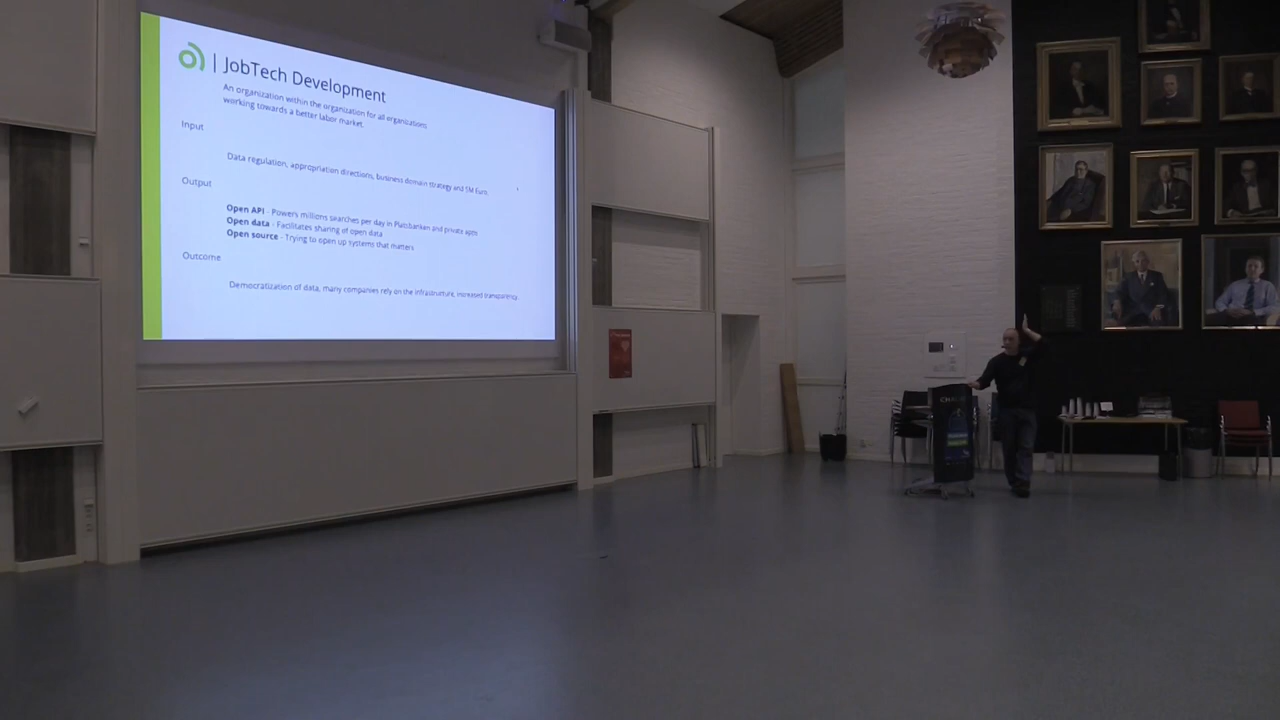 | JobTech Development
An organization within the organization for all organizations
working towards a better labor market.
Input
Data regulation, appropriation directions, business domain strategy and 5M Euro.
Output
Open API - Powers millions searches per day in Platsbanken and private apps
Open data - Facilitates sharing of open data
Open source - Trying to open up systems that matters
Outcome
Democratization of data, many companies rely on the infrastructure, increased transparency.